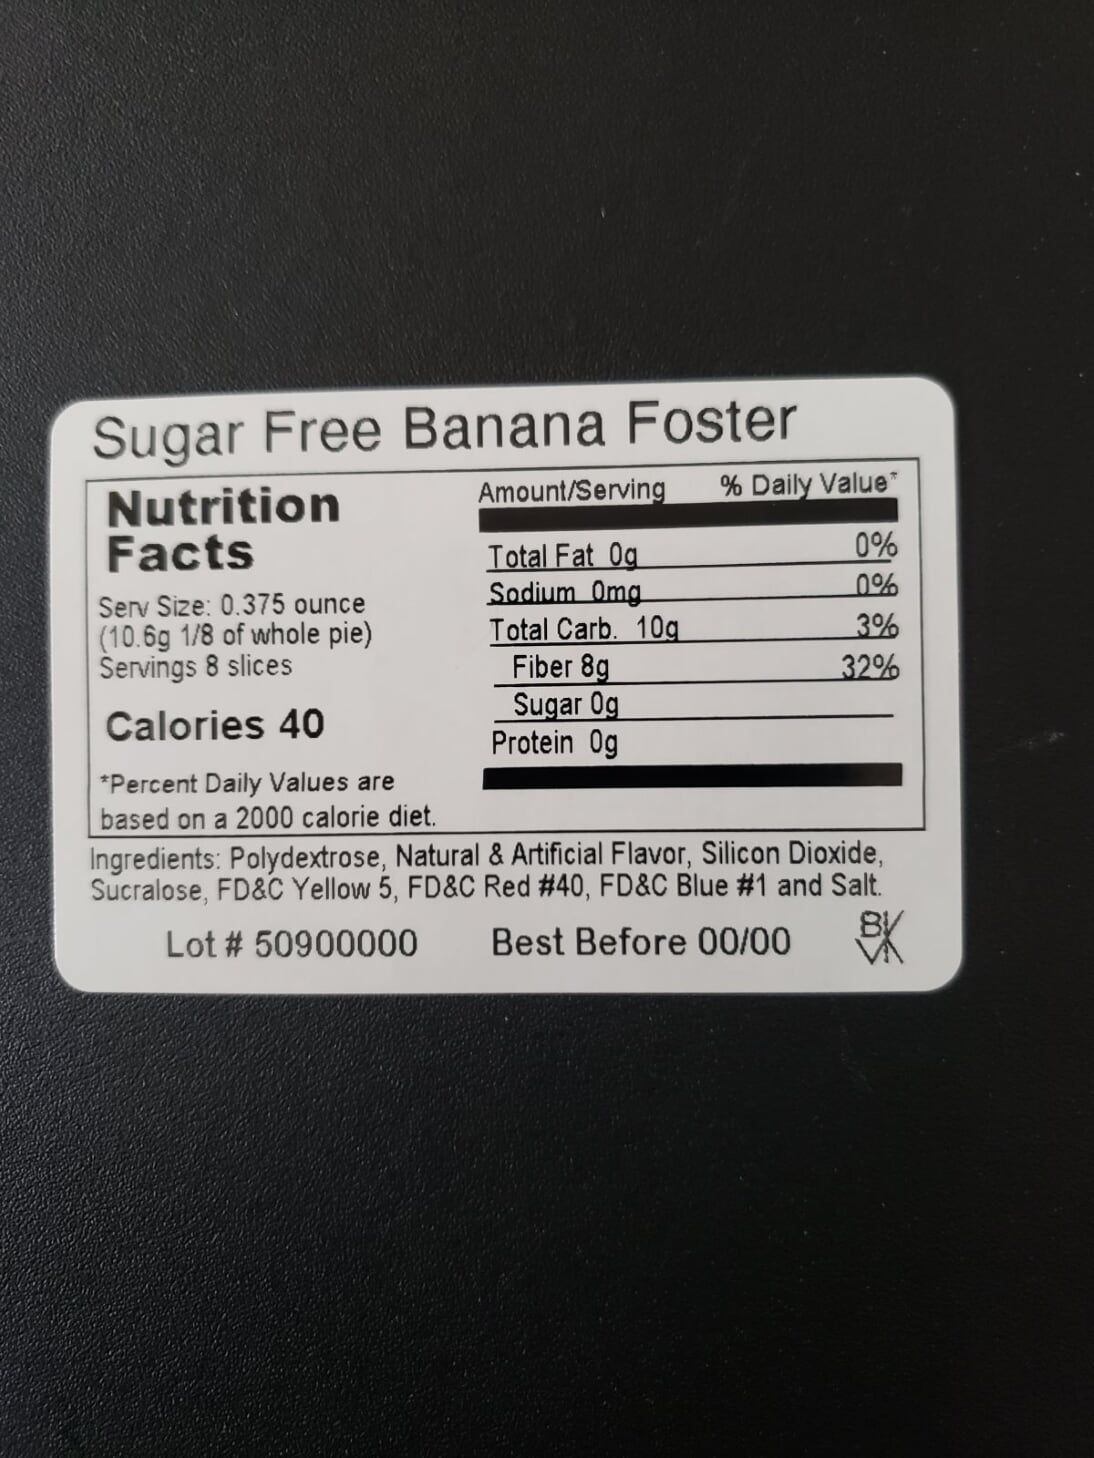 Sugar Free Banana Foster
Nutrition
Facts
Serv Size: 0.375 ounce
(10.6g 1/8 of whole pie)
Servings 8 slices
Calories 40
*Percent Daily Values are
based on a 2000 calorie diet.
Amount/Serving % Daily Value*
Total Fat 0g 0%
Sodium 0mg 0%
Total Carb. 10g 3%
Fiber 8g 32%
Sugar 0g
Protein 0g
Ingredients: Polydextrose, Natural & Artificial Flavor, Silicon Dioxide,
Sucralose, FD&C Yellow 5, FD&C Red #40, FD&C Blue #1 and Salt.
Lot # 50900000 Best Before 00/00
BK
VK